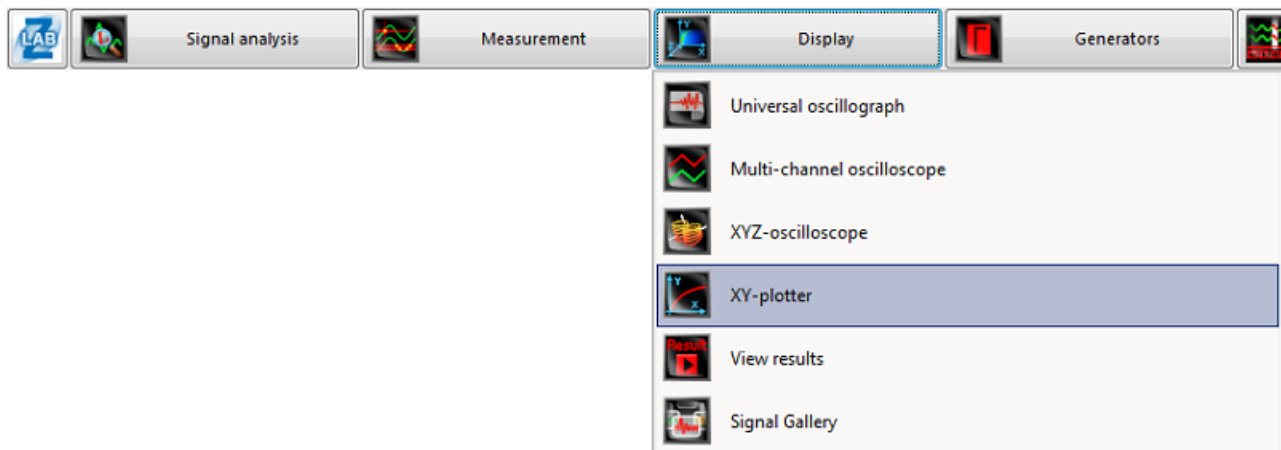 LAB
Signal analysis
Measurement
Display
Generators
Universal oscillograph
Multi-channel oscilloscope
XYZ-oscilloscope
XY-plotter
View results
Signal Gallery
Y
X
Z
Y
X
Result